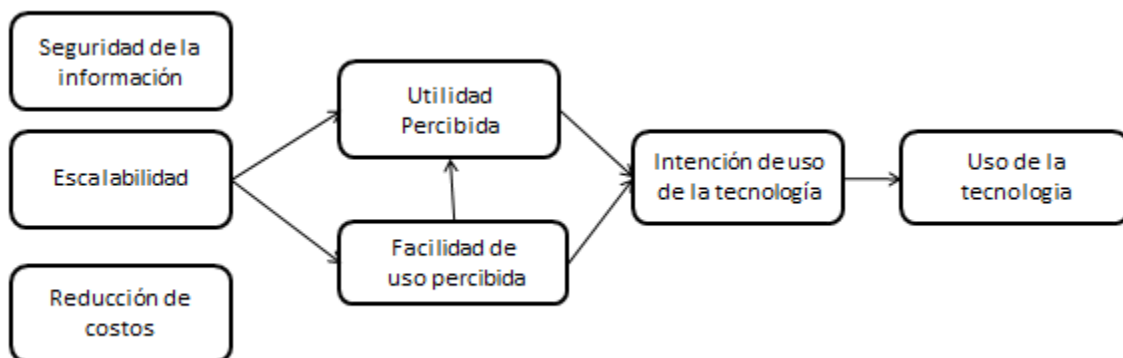 Seguridad de la
información
Escalabilidad
Reducción de
costos
Utilidad
Percibida
Facilidad de
uso percibida
Intención de uso
de la tecnología
Uso de la
tecnologia